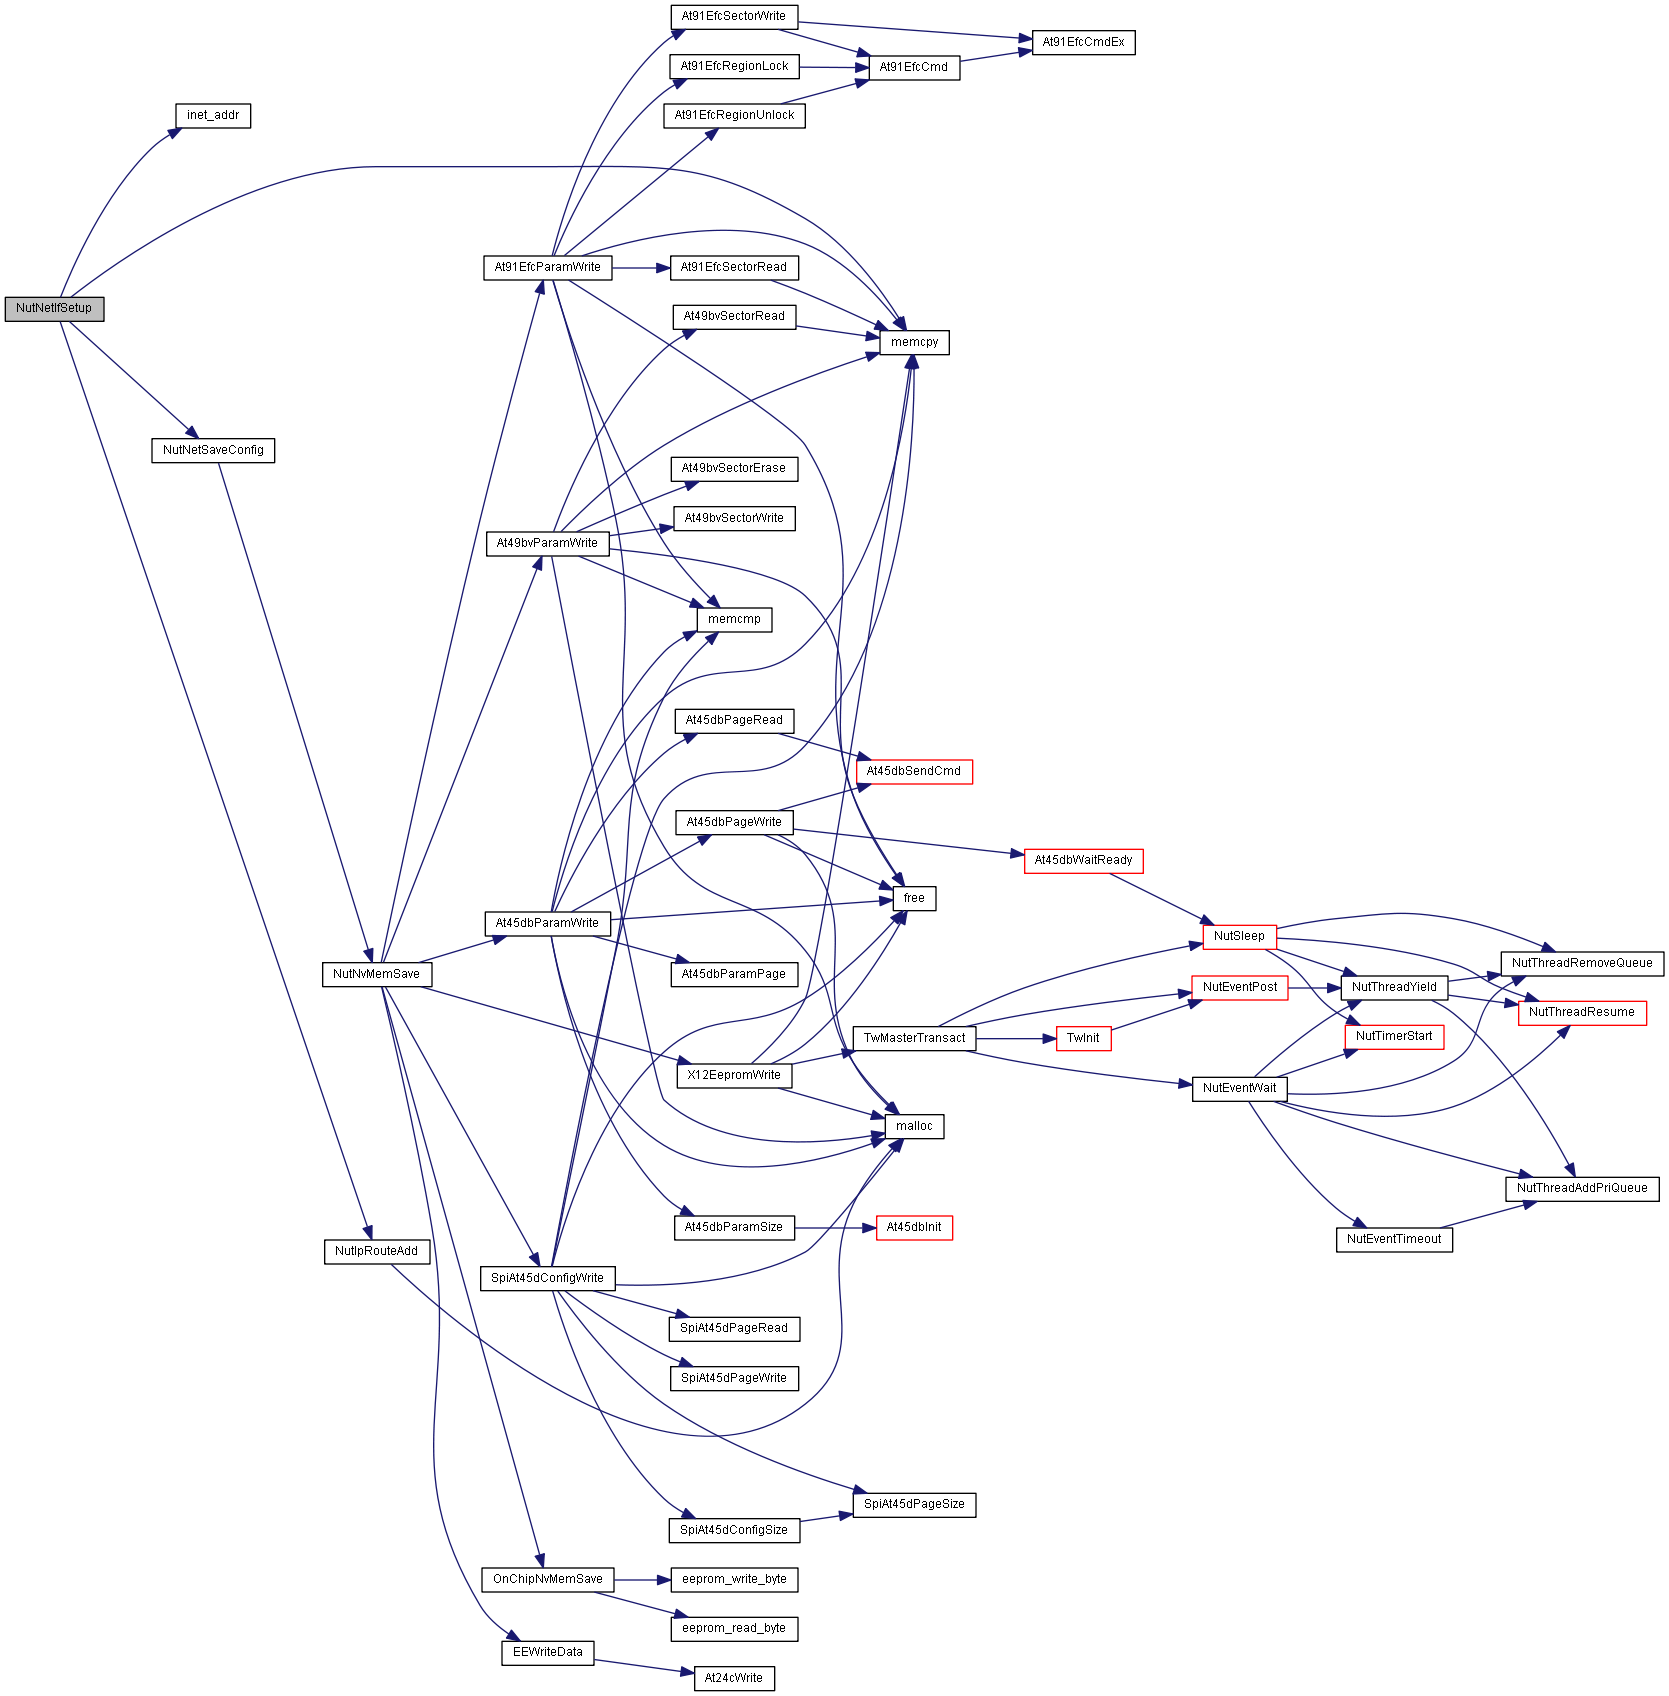 At91EfcSectorWrite
At91EfcCmdEx
At91EfcRegionLock
At91EfcCmd
inet_addr
At91EfcRegionUnlock
At91EfcParamWrite
At91EfcSectorRead
NutNetIfSetup
At49bvSectorRead
memcpy
NutNetSaveConfig
At49bvSectorErase
At49bvSectorWrite
At49bvParamWrite
memcmp
At45dbPageRead
At45dbSendCmd
At45dbPageWrite
At45dbWaitReady
free
At45dbParamWrite
NutSleep
NutThreadRemoveQueue
NutNvMemSave
At45dbParamPage
NutEventPost
NutThreadYield
NutThreadResume
TwMasterTransact
TwInit
NutTimerStart
X12EepromWrite
NutEventWait
malloc
NutThreadAddPriQueue
At45dbParamSize
At45dbInit
NutEventTimeout
NutIpRouteAdd
SpiAt45dConfigWrite
SpiAt45dPageRead
SpiAt45dPageWrite
SpiAt45dPageSize
SpiAt45dConfigSize
OnChipNvMemSave
eeprom_write_byte
eeprom_read_byte
EEWriteData
At24cWrite